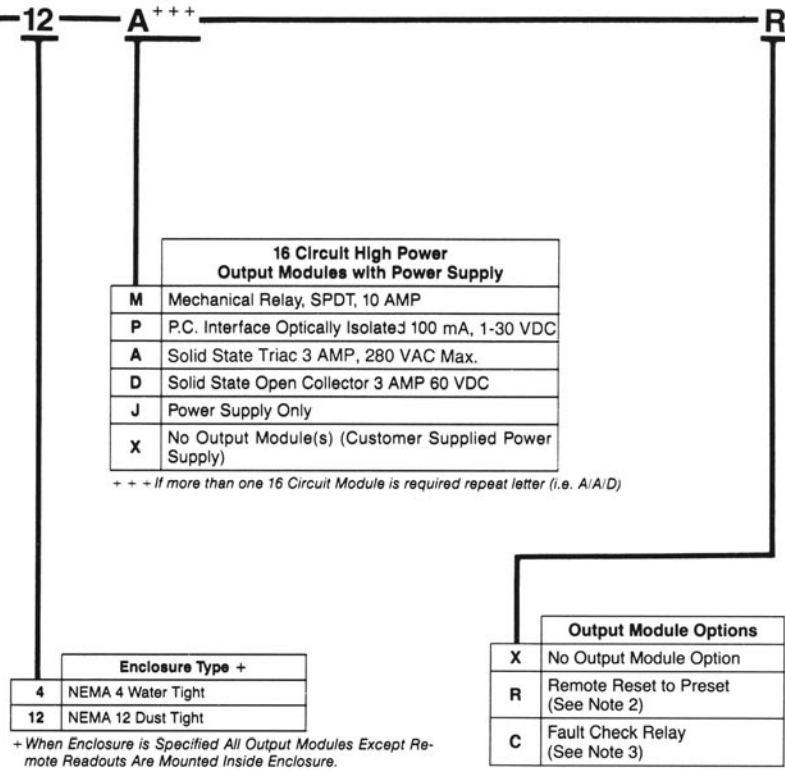 12 A+++ R
16 Circuit High Power
Output Modules with Power Supply
M Mechanical Relay, SPDT, 10 AMP
P P.C. Interface Optically Isolated 100 mA, 1-30 VDC
A Solid State Triac 3 AMP, 280 VAC Max.
D Solid State Open Collector 3 AMP 60 VDC
J Power Supply Only
X No Output Module(s) (Customer Supplied Power
Supply)
+ + + If more than one 16 Circuit Module is required repeat letter (i.e. A/A/D)
Enclosure Type +
4 NEMA 4 Water Tight
12 NEMA 12 Dust Tight
+ When Enclosure is Specified All Output Modules Except Re-
mote Readouts Are Mounted Inside Enclosure.
Output Module Options
X No Output Module Option
R Remote Reset to Preset
(See Note 2)
C Fault Check Relay
(See Note 3)